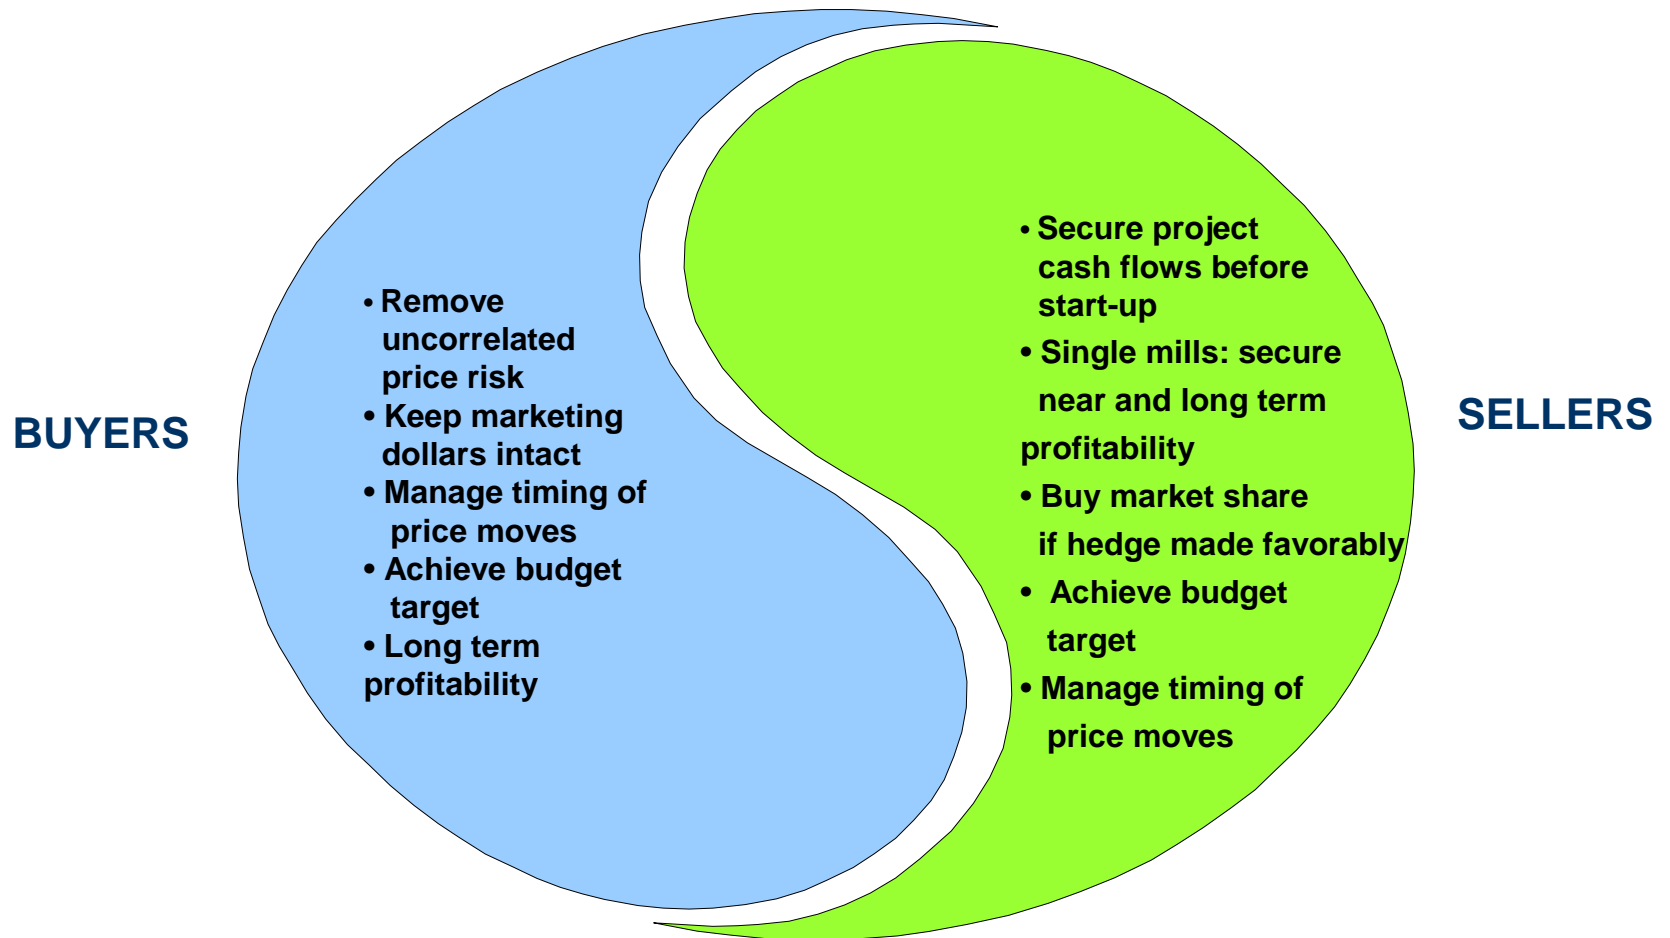 BUYERS
• Remove
uncorrelated
price risk
• Keep marketing
dollars intact
• Manage timing of
price moves
• Achieve budget
target
• Long term
profitability
• Secure project
cash flows before
start-up
• Single mills: secure
near and long term
profitability
• Buy market share
if hedge made favorably
• Achieve budget
target
• Manage timing of
price moves
SELLERS